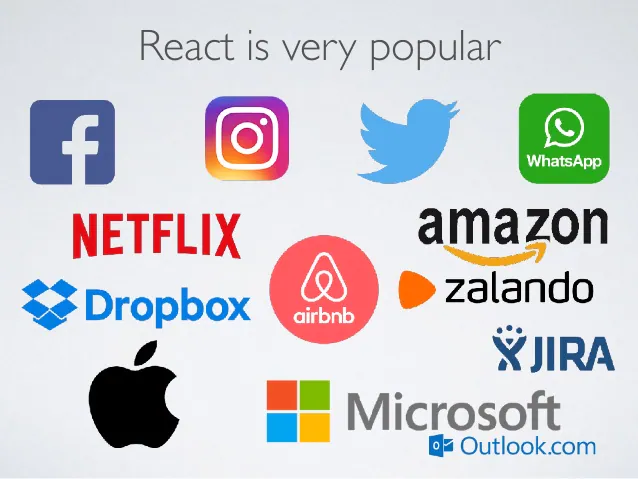 React is very popular
f
WhatsApp
NETFLIX
amazon
Dropbox
airbnb
zalando
JIRA
Microsoft
o Outlook.com